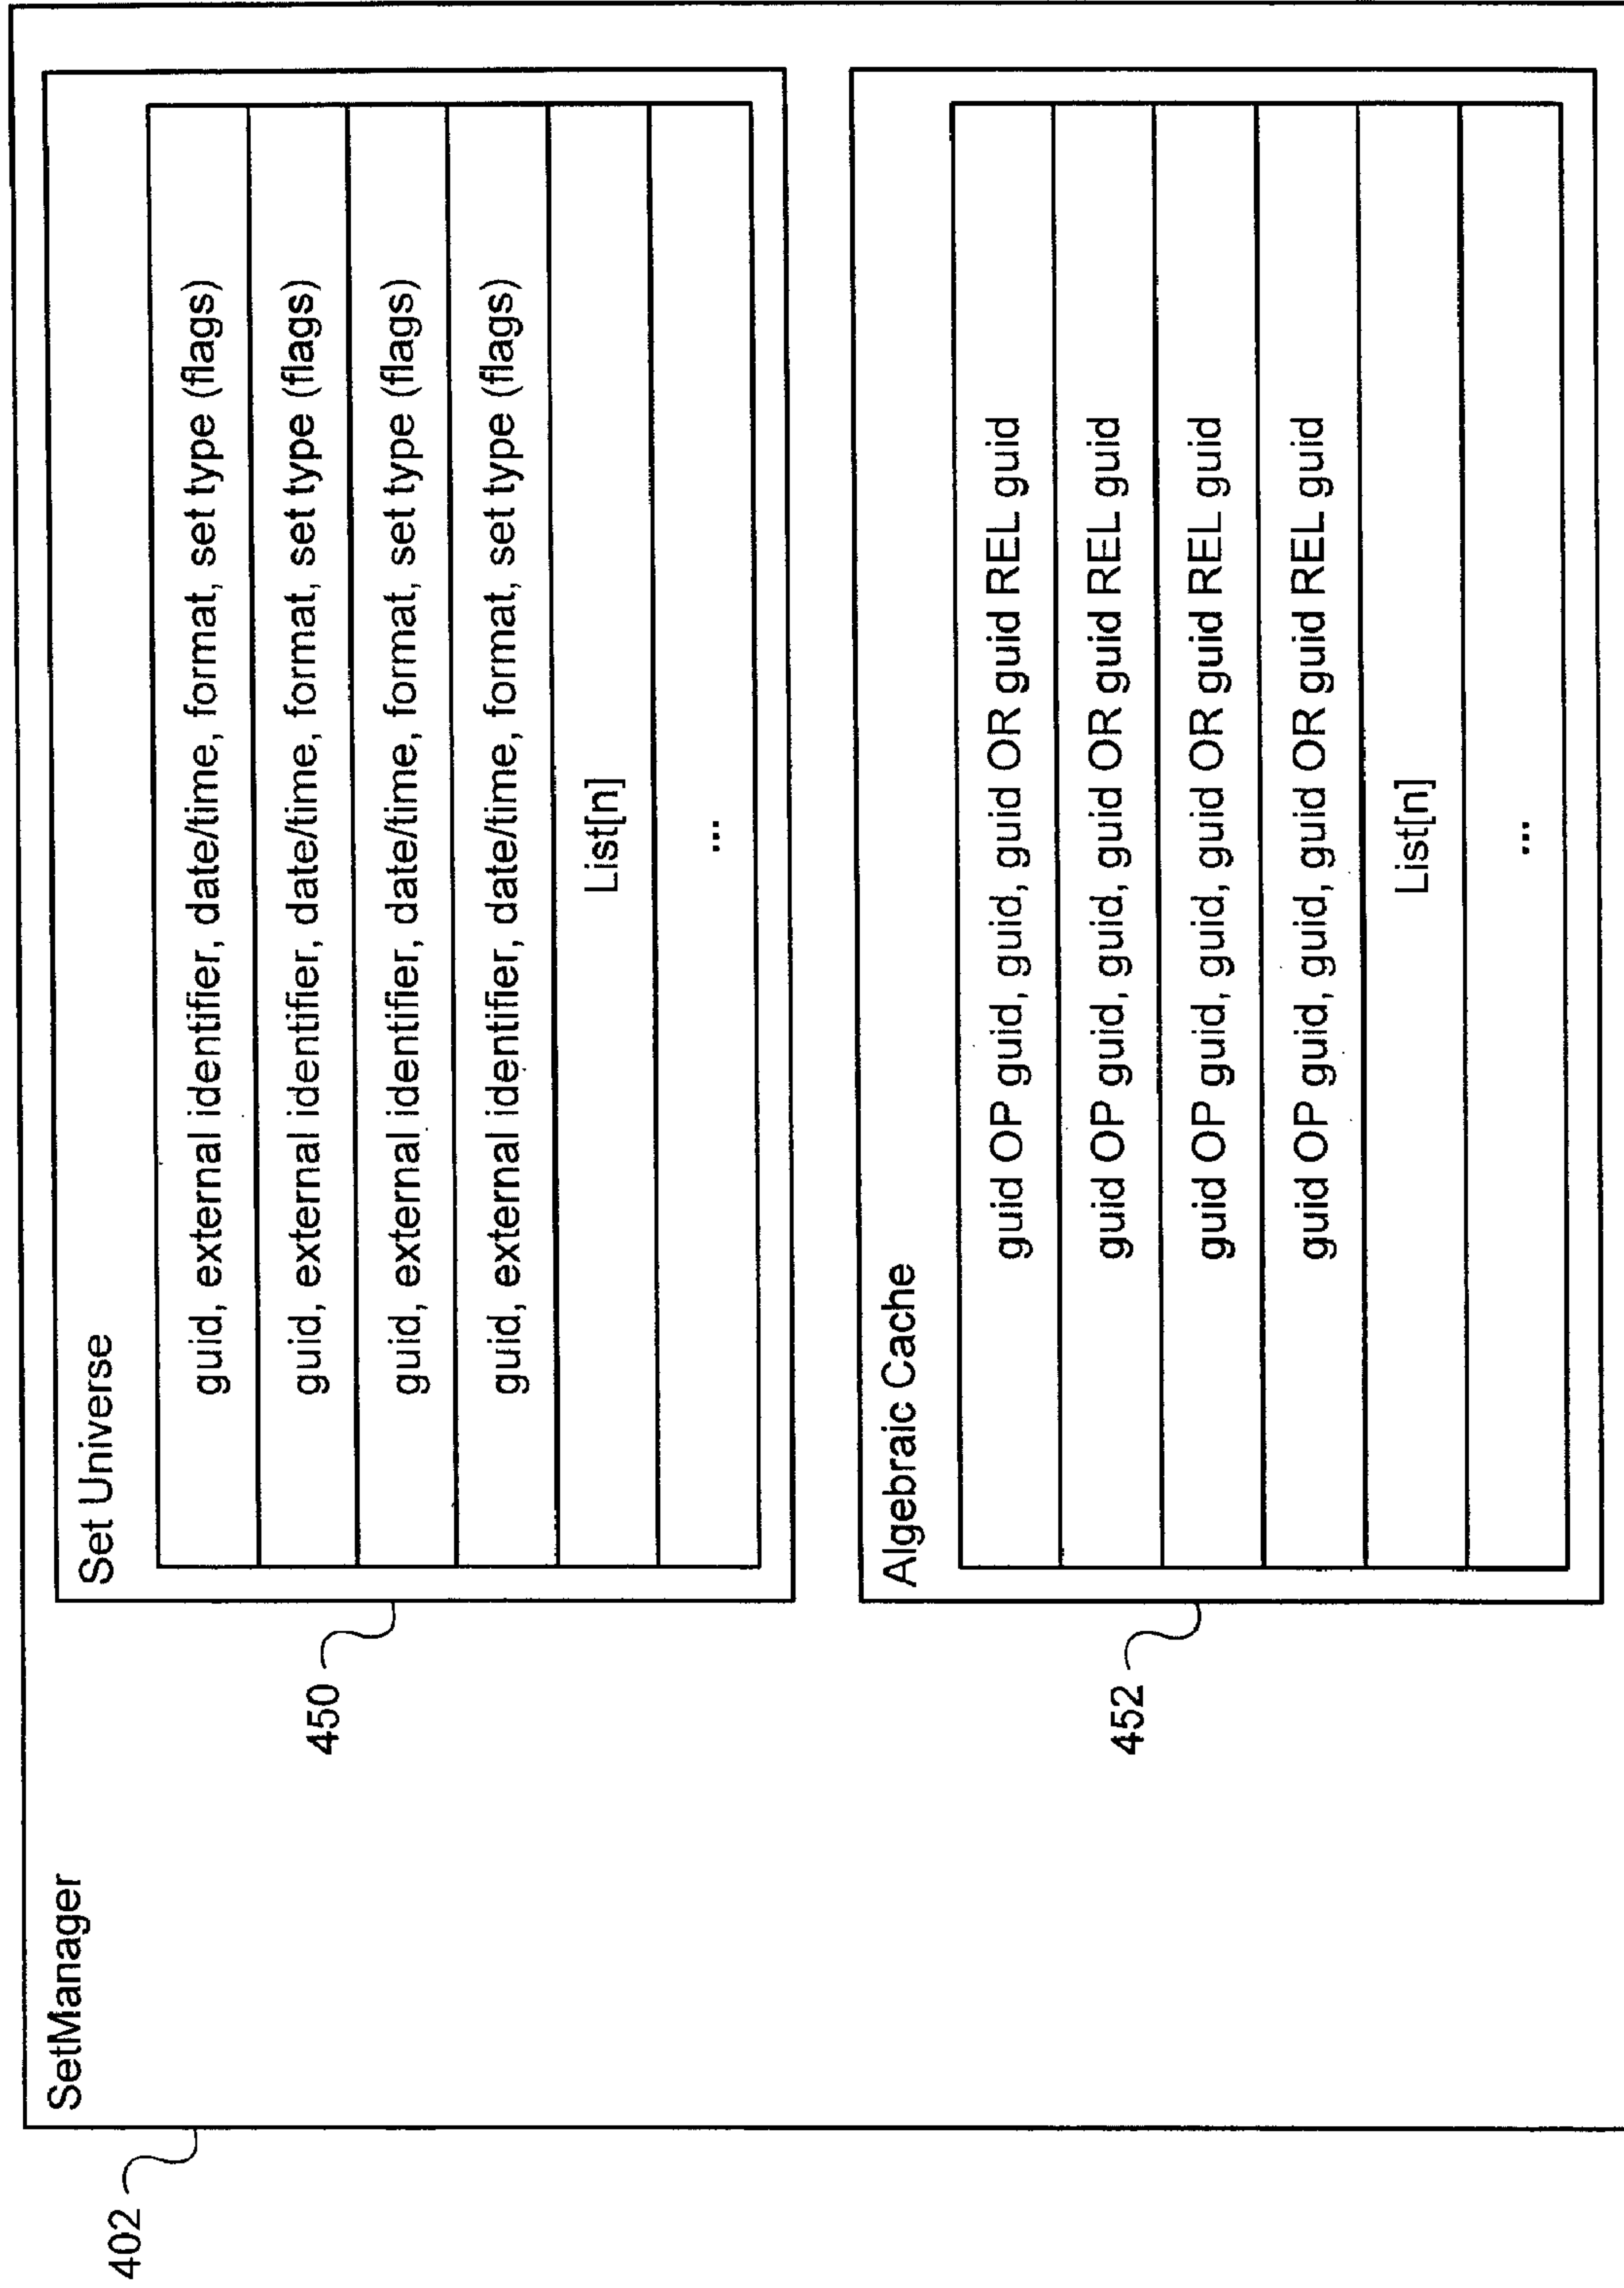 SetManager
402
Set Universe
450
guid, external identifier, date/time, format, set type (flags)
guid, external identifier, date/time, format, set type (flags)
guid, external identifier, date/time, format, set type (flags)
guid, external identifier, date/time, format, set type (flags)
List[n]
...
Algebraic Cache
452
guid OP guid, guid, guid OR guid REL guid
guid OP guid, guid, guid OR guid REL guid
guid OP guid, guid, guid OR guid REL guid
guid OP guid, guid, guid OR guid REL guid
List[n]
...